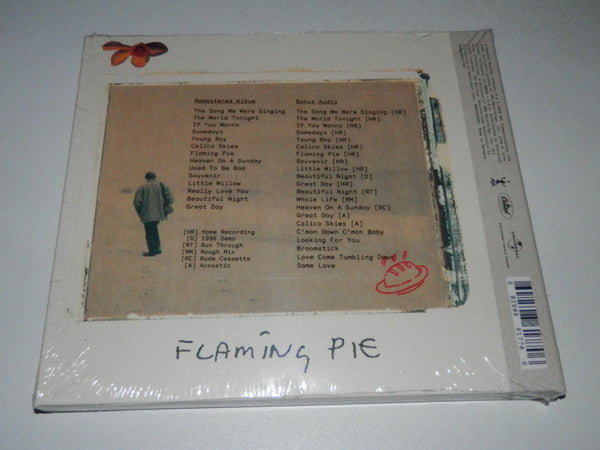 Remastered Album
The Song We Were Singing
The World Tonight
If You Wanna
Somedays
Young Boy
Calico Skies
Flaming Pie
Heaven On A Sunday
Used To Be Bad
Souvenir
Little Willow
Really Love You
Beautiful Night
Great Day
[HR] Home Recording
[D] 1995 Demo
[RT] Run Through
[RM] Rough Mix
[RC] Rude Cassette
[A] Acoustic
Bonus Audio
The Song We Were Singing [HR]
The World Tonight [HR]
If You Wanna [HR]
Somedays [HR]
Young Boy [HR]
Calico Skies [HR]
Flaming Pie [HR]
Souvenir [HR]
Little Willow [HR]
Beautiful Night [D]
Great Day [HR]
Beautiful Night [RT]
Whole Life [RM]
Heaven On A Sunday [RC]
Great Day [A]
Calico Skies [A]
C'mon Down C'mon Baby
Looking For You
Broomstick
Love Come Tumbling Down
Same Love
FLAMING PIE
Capitol
6 02508 61770 6